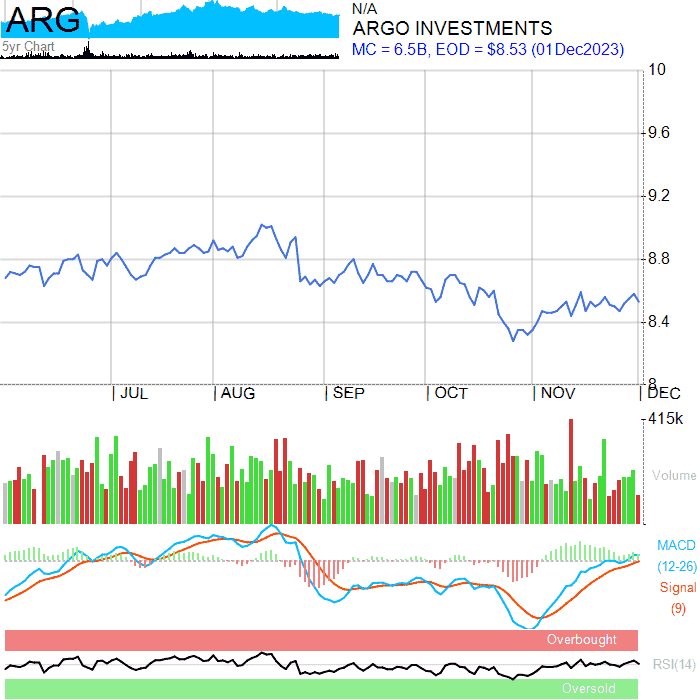 ARG
5yr Chart
N/A
ARGO INVESTMENTS
MC = 6.5B, EOD = $8.53 (01Dec2023)
10
9.6
9.2
8.8
8.4
8
JUL AUG SEP OCT NOV DEC
415k
Volume
MACD
(12-26)
Signal
(9)
Overbought
RSI(14)
Oversold